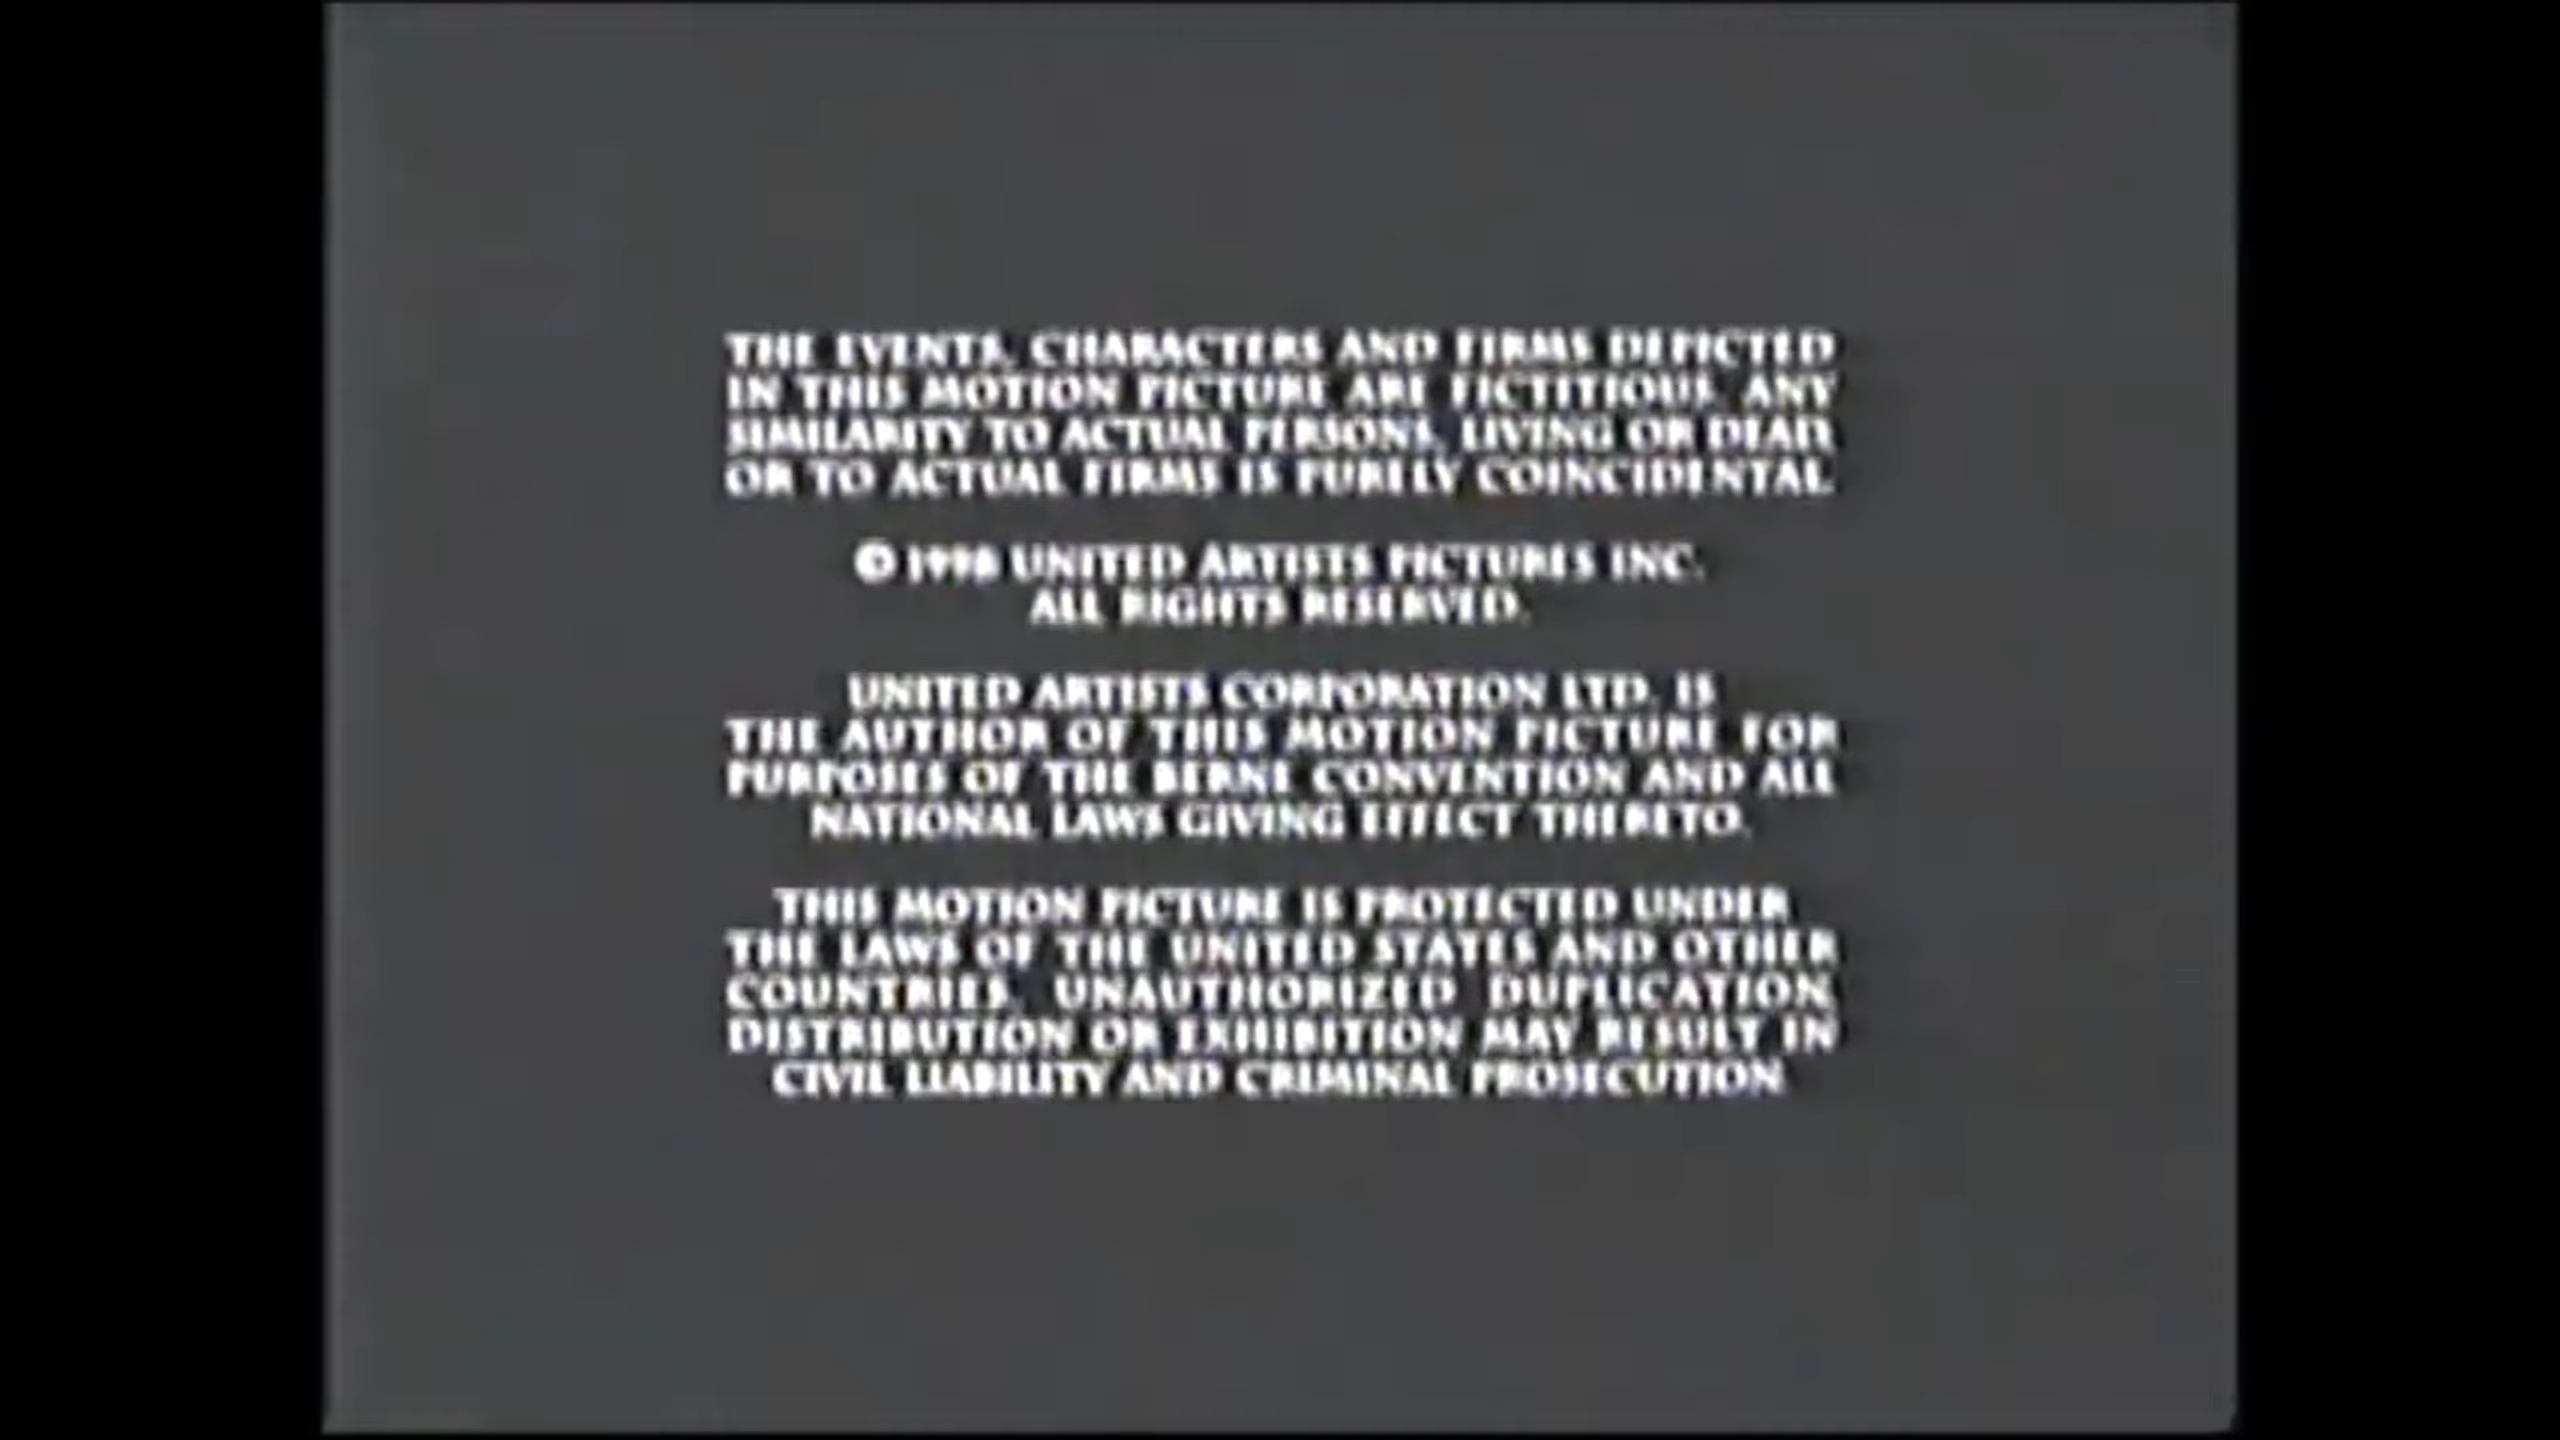 THE EVENTS, CHARACTERS AND FIRMS DEPICTED
IN THIS MOTION PICTURE ARE FICTITIOUS. ANY
SIMILARITY TO ACTUAL PERSONS, LIVING OR DEAD,
OR TO ACTUAL FIRMS IS PURELY COINCIDENTAL.
© 1998 UNITED ARTISTS PICTURES INC.
ALL RIGHTS RESERVED.
UNITED ARTISTS CORPORATION LTD. IS
THE AUTHOR OF THIS MOTION PICTURE FOR
PURPOSES OF THE BERNE CONVENTION AND ALL
NATIONAL LAWS GIVING EFFECT THERETO.
THIS MOTION PICTURE IS PROTECTED UNDER
THE LAWS OF THE UNITED STATES AND OTHER
COUNTRIES. UNAUTHORIZED DUPLICATION,
DISTRIBUTION OR EXHIBITION MAY RESULT IN
CIVIL LIABILITY AND CRIMINAL PROSECUTION